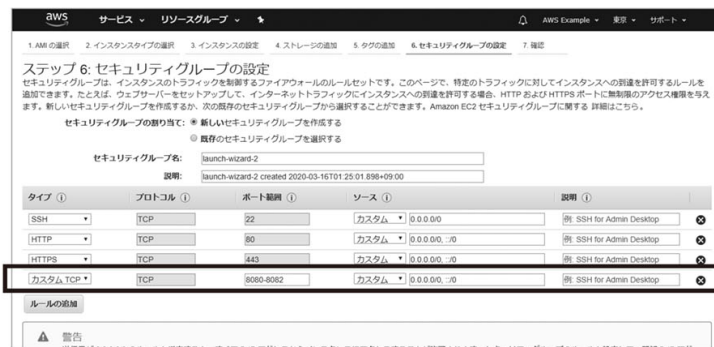 aws サービス リソースグループ AWS Example 東京 サポート
1. AMI の選択 2. インスタンスタイプの選択 3. インスタンスの設定 4. ストレージの追加 5. タグの追加 6. セキュリティグループの設定 7. 確認
ステップ 6: セキュリティグループの設定
セキュリティグループは、インスタンスのトラフィックを制御するファイアウォールのルールセットです。このページで、特定のトラフィックに対してインスタンスへの到達を許可するルールを
追加できます。たとえば、ウェブサーバーをセットアップして、インターネットトラフィックにインスタンスへの到達を許可する場合、HTTP および HTTPS ポートに無制限のアクセス権限を与え
ます。新しいセキュリティグループを作成するか、次の既存のセキュリティグループから選択することができます。Amazon EC2 セキュリティグループに関する 詳細はこちら。
セキュリティグループの割り当て: 新しいセキュリティグループを作成する
既存のセキュリティグループを選択する
セキュリティグループ名: launch-wizard-2
説明: launch-wizard-2 created 2020-03-16T01:25:01.898+09:00
タイプ プロトコル ポート範囲 ソース 説明
SSH TCP 22 カスタム 0.0.0.0/0 例: SSH for Admin Desktop
HTTP TCP 80 カスタム 0.0.0.0/0, ::/0 例: SSH for Admin Desktop
HTTPS TCP 443 カスタム 0.0.0.0/0, ::/0 例: SSH for Admin Desktop
カスタム TCP TCP 8080-8082 カスタム 0.0.0.0/0, ::/0 例: SSH for Admin Desktop
ルールの追加
警告